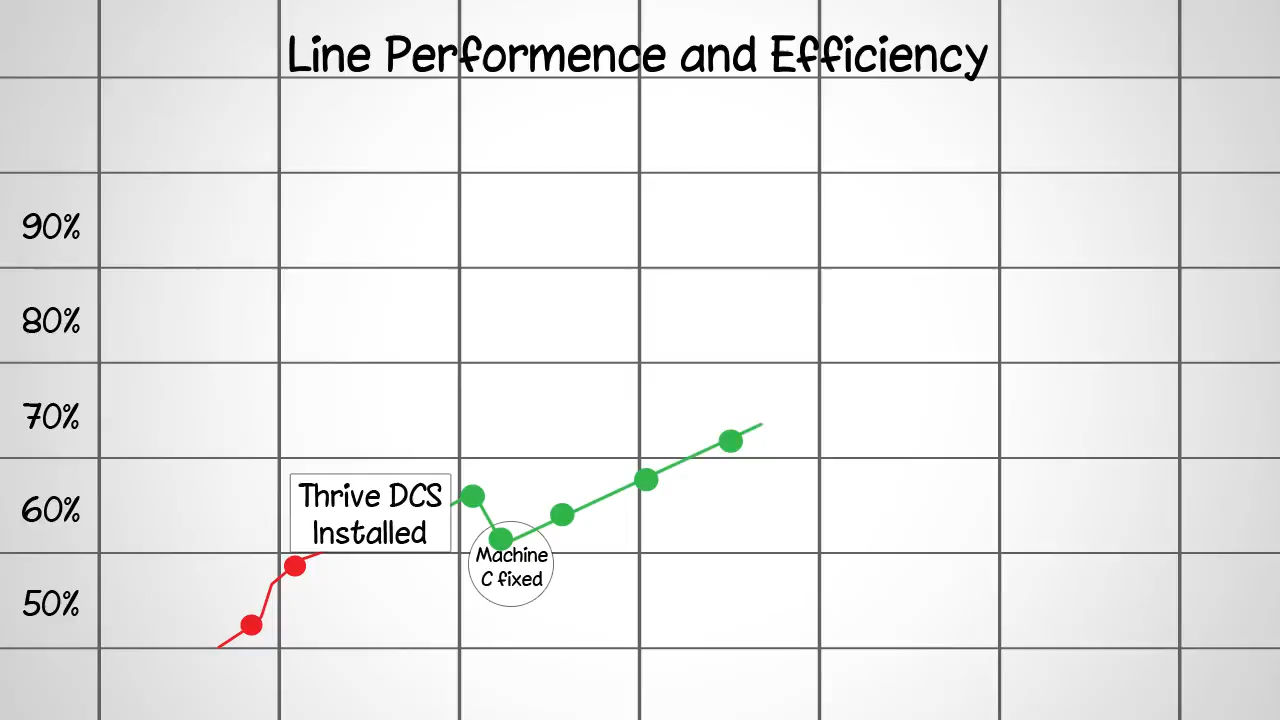 Line Performence and Efficiency
90%
80%
70%
60%
50%
Thrive DCS
Installed
Machine
C fixed